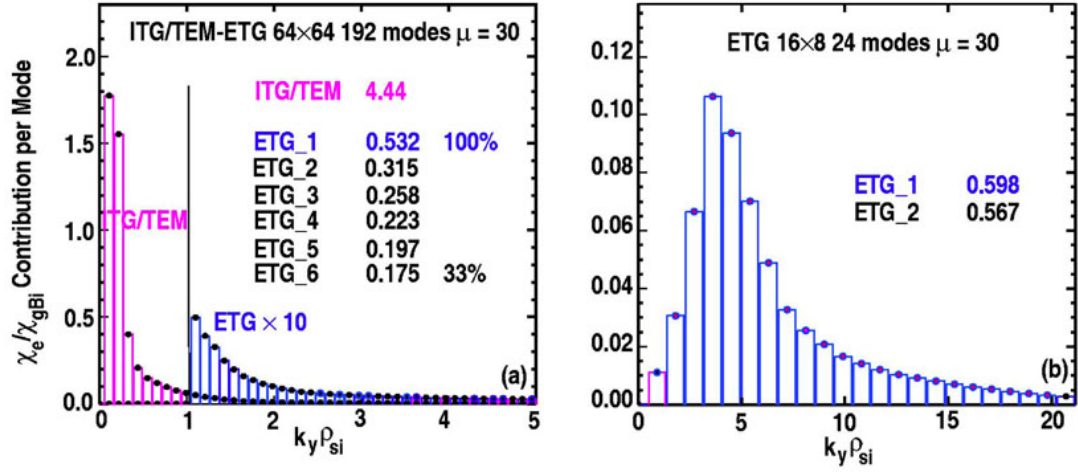 ITG/TEM-ETG 64×64 192 modes μ = 30
2.0
1.5
1.0
0.5
0.0
χe/χgBi Contribution per Mode
ITG/TEM 4.44
ETG_1 0.532 100%
ETG_2 0.315
ETG_3 0.258
ETG_4 0.223
ETG_5 0.197
ETG_6 0.175 33%
ITG/TEM
ETG × 10
(a)
0 1 2 3 4 5
kyρsi
ETG 16×8 24 modes μ = 30
0.12
0.10
0.08
0.06
0.04
0.02
0.00
ETG_1 0.598
ETG_2 0.567
(b)
0 5 10 15 20
kyρsi